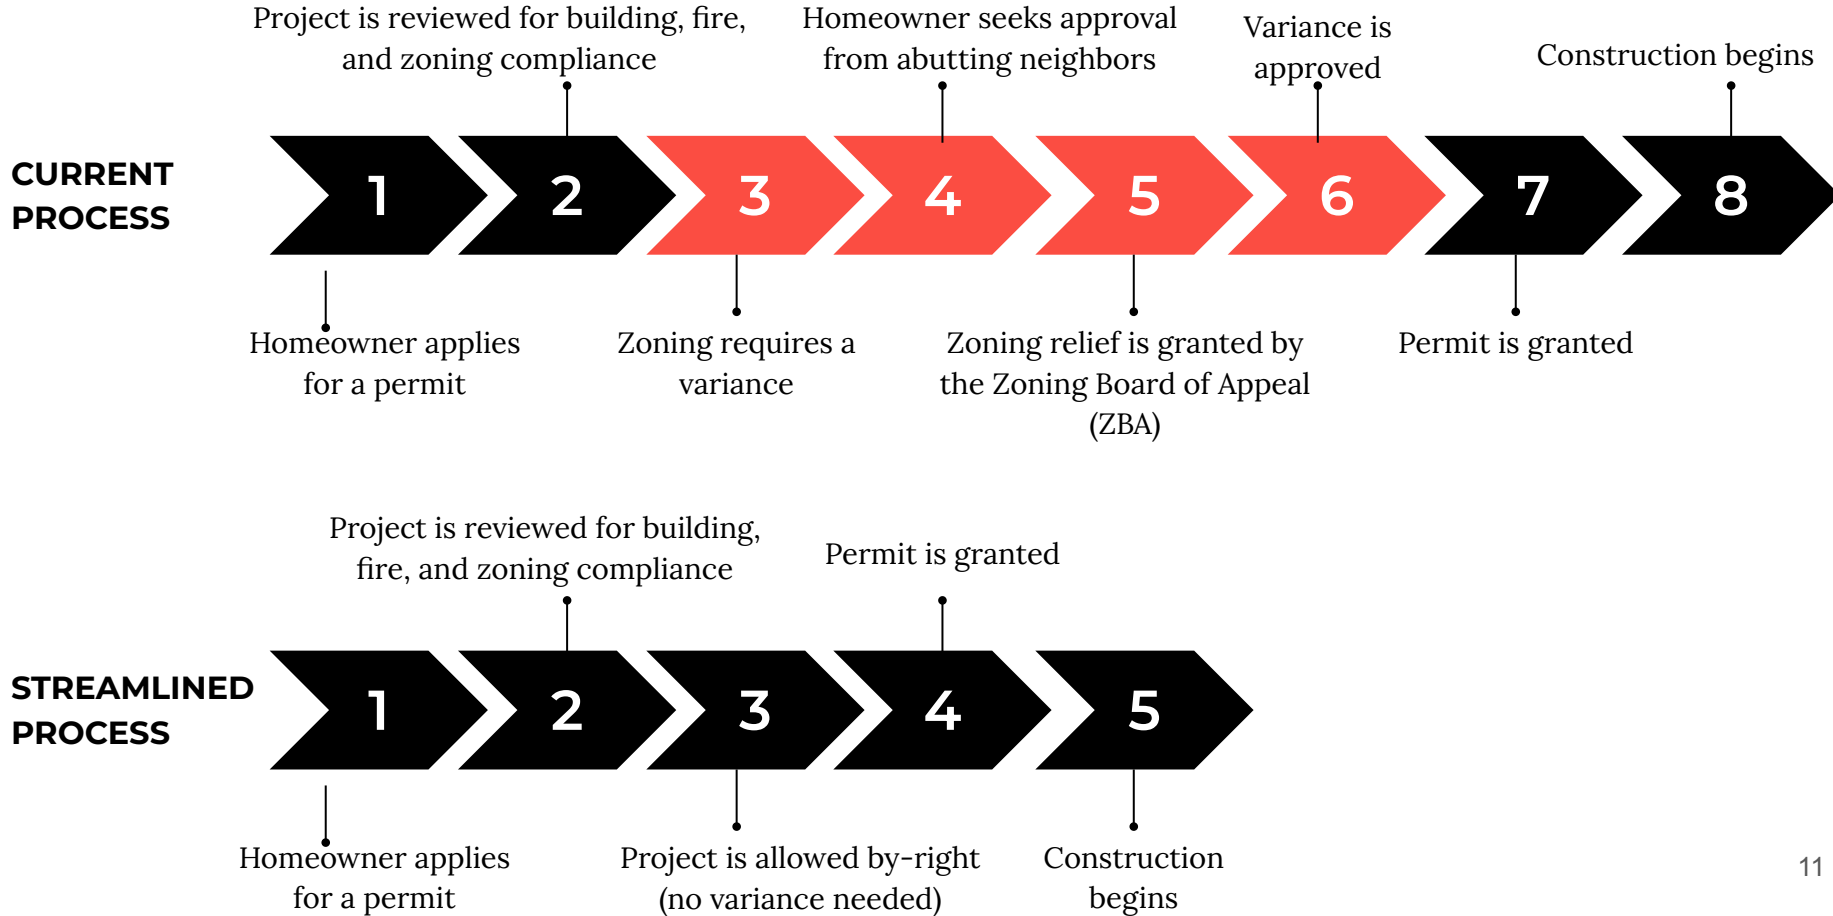 Project is reviewed for building, fire,
and zoning compliance
Homeowner seeks approval
from abutting neighbors
Variance is
approved
Construction begins
CURRENT
PROCESS
1
2
3
4
5
6
7
8
Homeowner applies
for a permit
Zoning requires a
variance
Zoning relief is granted by
the Zoning Board of Appeal
(ZBA)
Permit is granted
Project is reviewed for building,
fire, and zoning compliance
Permit is granted
STREAMLINED
PROCESS
1
2
3
4
5
Homeowner applies
for a permit
Project is allowed by-right
(no variance needed)
Construction
begins
11